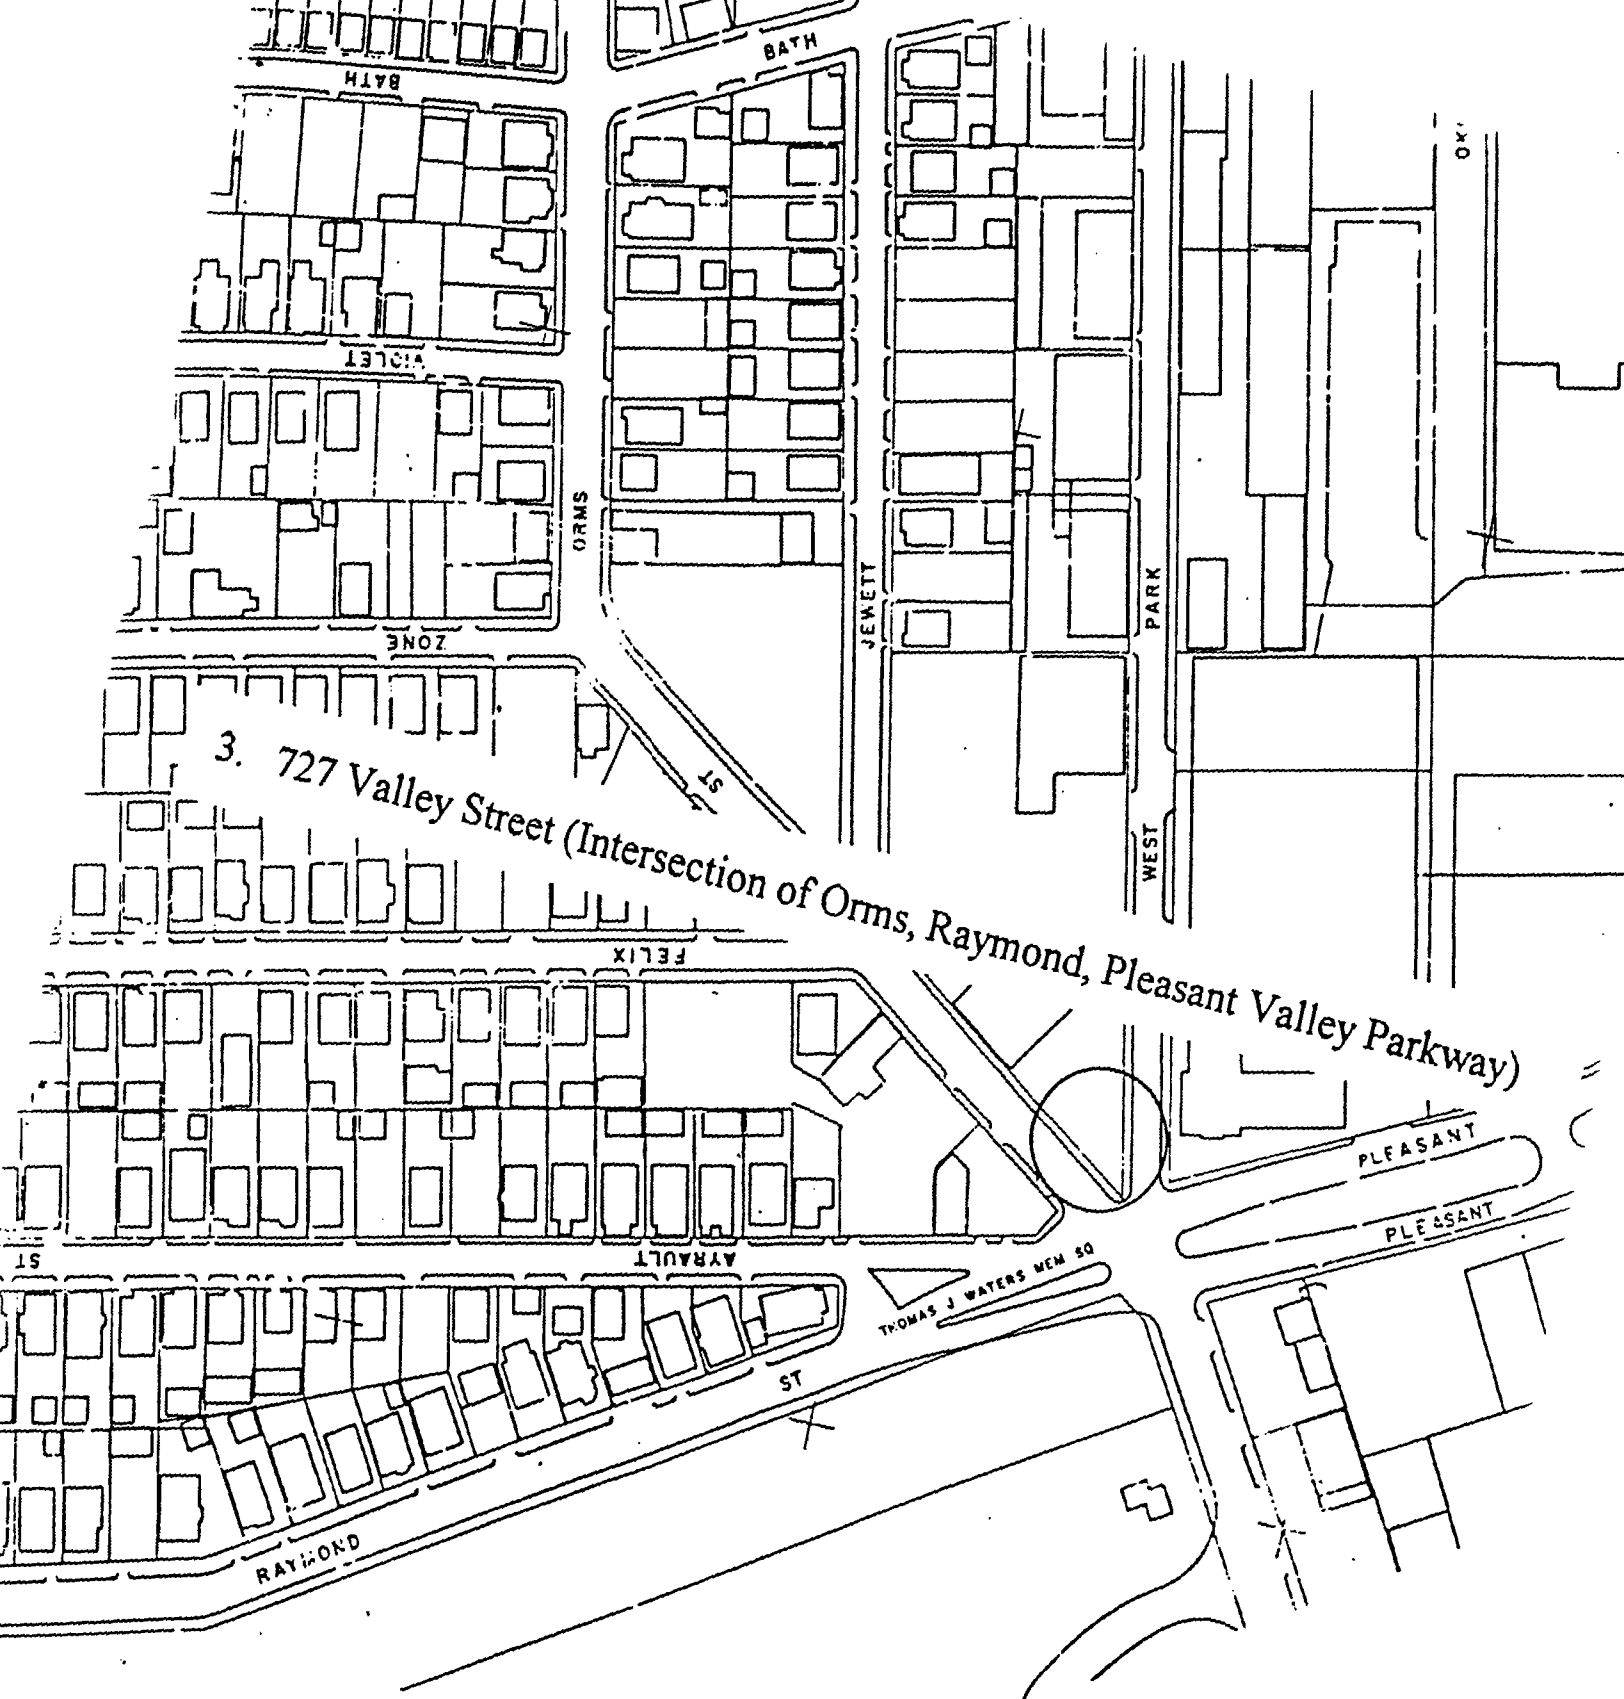 BATH
BATH
VIOLET
ORMS
ZONE
JEWETT
PARK
ST
3. 727 Valley Street (Intersection of Orms, Raymond, Pleasant Valley Parkway)
WEST
FELIX
PLEASANT
PLEASANT
ST
AYRAULT
THOMAS J WATERS MEM SQ
ST
RAYMOND